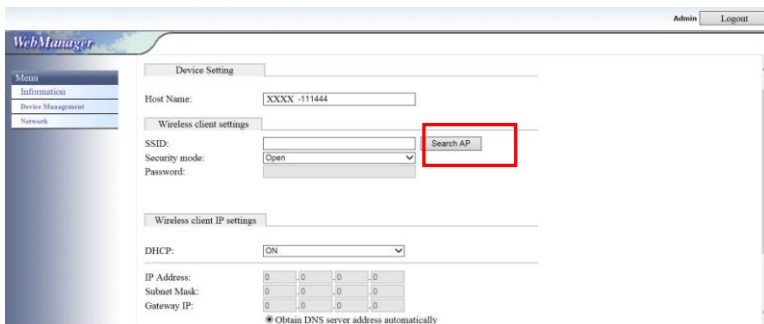 Admin Logout
WebManager
Menu
Information
Device Management
Network
Device Setting
Host Name: XXXX -111444
Wireless client settings
SSID: Search AP
Security mode: Open
Password:
Wireless client IP settings
DHCP: ON
IP Address: 0 .0 .0 .0
Subnet Mask: 0 .0 .0 .0
Gateway IP: 0 .0 .0 .0
Obtain DNS server address automatically